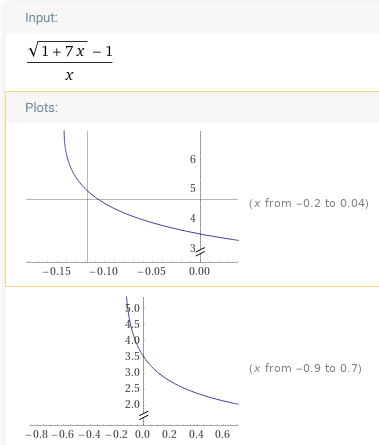 Input:
√1 + 7 x − 1
x
Plots:
6
5
4
3
−0.15 −0.10 −0.05 0.00
(x from −0.2 to 0.04)
5.0
4.5
4.0
3.5
3.0
2.5
2.0
−0.8 −0.6 −0.4 −0.2 0.0 0.2 0.4 0.6
(x from −0.9 to 0.7)